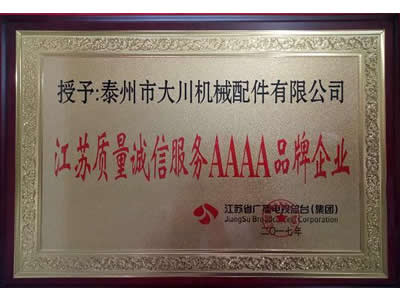 授予:泰州市大川机械配件有限公司
江苏质量诚信服务AAAA品牌企业
江苏省广播电视总台(集团)
JiangSu Broadcasting Corporation
二〇一七年